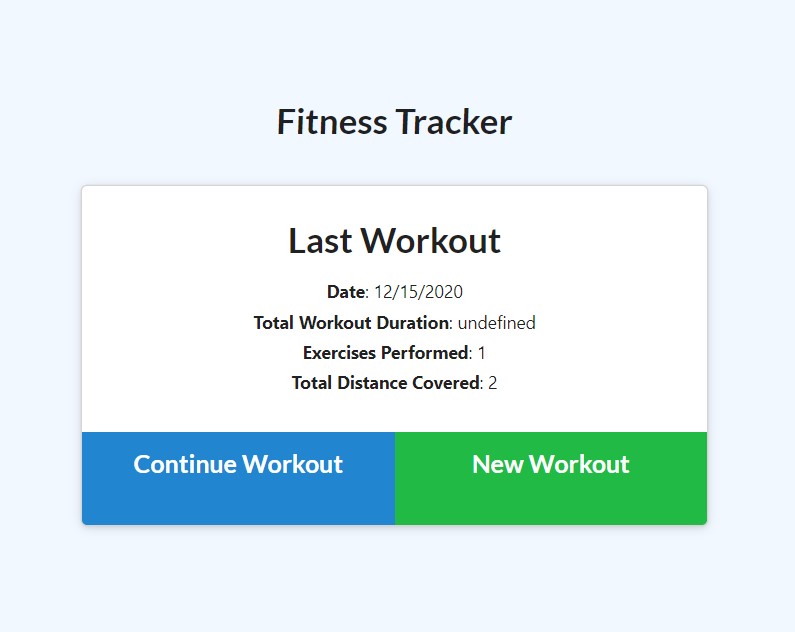 Fitness Tracker
Last Workout
Date: 12/15/2020
Total Workout Duration: undefined
Exercises Performed: 1
Total Distance Covered: 2
Continue Workout
New Workout